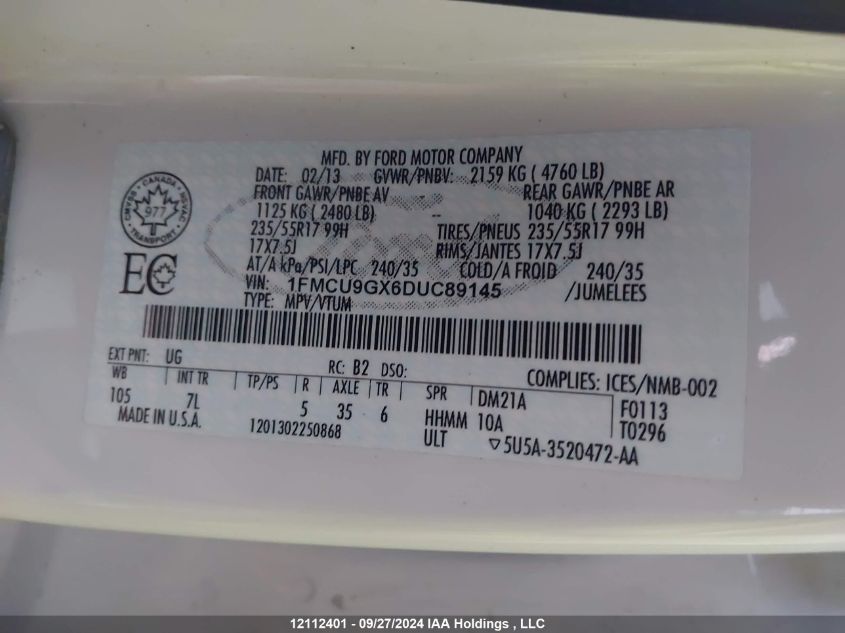 MFD. BY FORD MOTOR COMPANY
DATE: 02/13 GVWR/PNBV: 2159 KG ( 4760 LB)
FRONT GAWR/PNBE AV REAR GAWR/PNBE AR
1125 KG ( 2480 LB) -- 1040 KG ( 2293 LB)
235/55R17 99H TIRES/PNEUS 235/55R17 99H
17X7.5J RIMS/JANTES 17X7.5J
AT/A kPa/PSI/LPC 240/35 COLD/A FROID 240/35
VIN: 1FMCU9GX6DUC89145 /JUMELEES
TYPE: MPV/VTUM
CANADA
CMVSS 977 NSVAC
TRANSPORT
EC
EXT PNT: UG RC: B2 DSO: COMPLIES: ICES/NMB-002
WB INT TR TP/PS R AXLE TR SPR DM21A F0113
105 7L 5 35 6 HHMM 10A T0296
MADE IN U.S.A. 1201302250868 ULT 5U5A-3520472-AA
12112401 - 09/27/2024 IAA Holdings , LLC